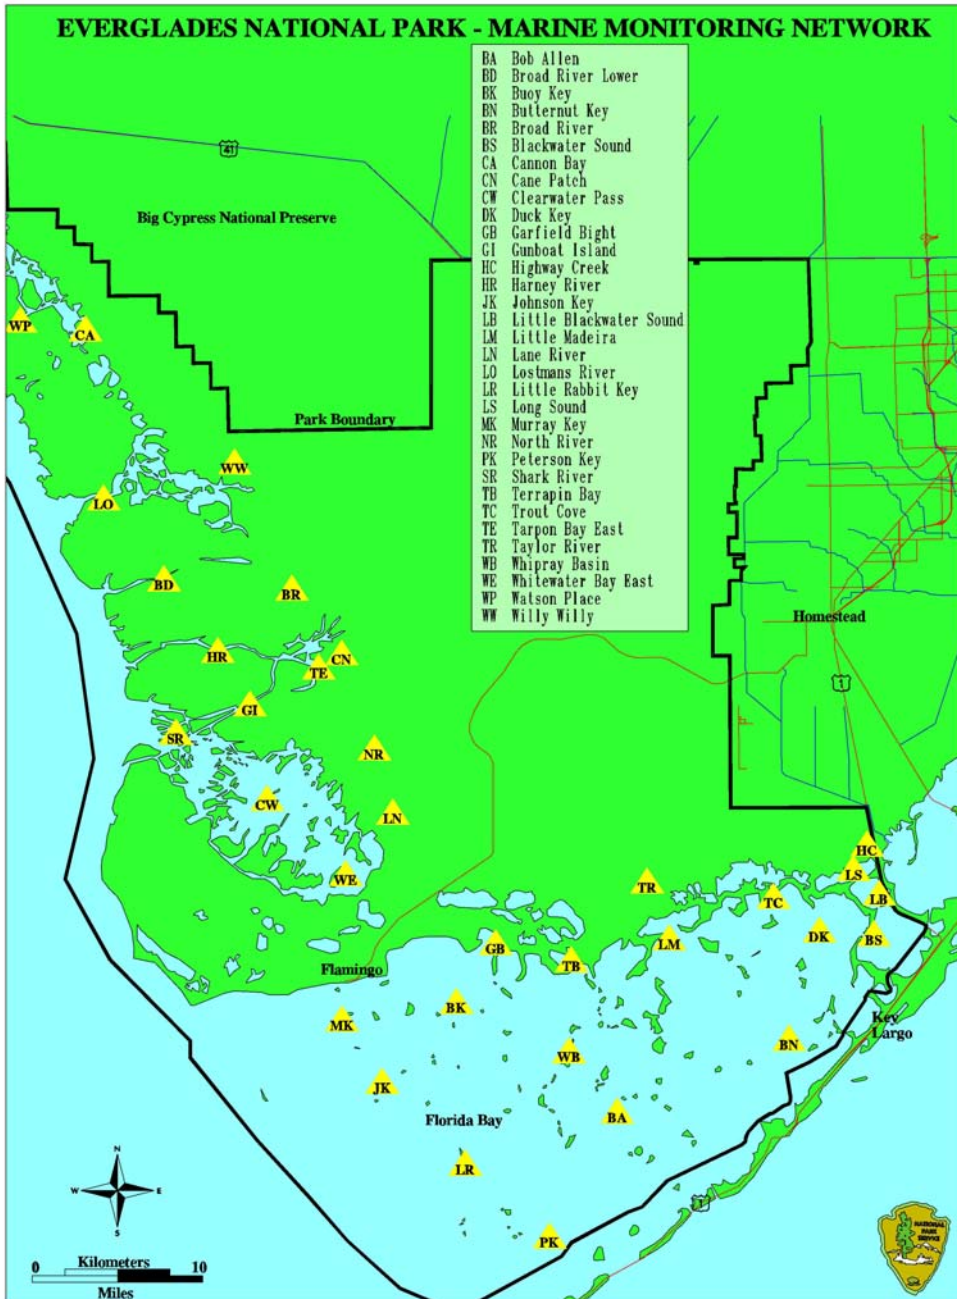 EVERGLADES NATIONAL PARK - MARINE MONITORING NETWORK
BA Bob Allen
BD Broad River Lower
BK Buoy Key
BN Butternut Key
BR Broad River
BS Blackwater Sound
CA Cannon Bay
CN Cane Patch
CW Clearwater Pass
DK Duck Key
GB Garfield Bight
GI Gunboat Island
HC Highway Creek
HR Harney River
JK Johnson Key
LB Little Blackwater Sound
LM Little Madeira
LN Lane River
LO Lostmans River
LR Little Rabbit Key
LS Long Sound
MK Murray Key
NR North River
PK Peterson Key
SR Shark River
TB Terrapin Bay
TC Trout Cove
TE Tarpon Bay East
TR Taylor River
WB Whipray Basin
WE Whitewater Bay East
WP Watson Place
WW Willy Willy
41
Big Cypress National Preserve
WP
CA
Park Boundary
WW
LO
BD
BR
Homestead
HR
CN
TE
1
GI
SR
NR
CW
LN
HC
LS
WE
TR
TC
LB
DK
BS
GB
LM
TB
Flamingo
BK
MK
Key
Largo
BN
WB
JK
BA
Florida Bay
LR
N
W E
S
1
PK
NATIONAL
PARK
SERVICE
Kilometers
0 10
Miles